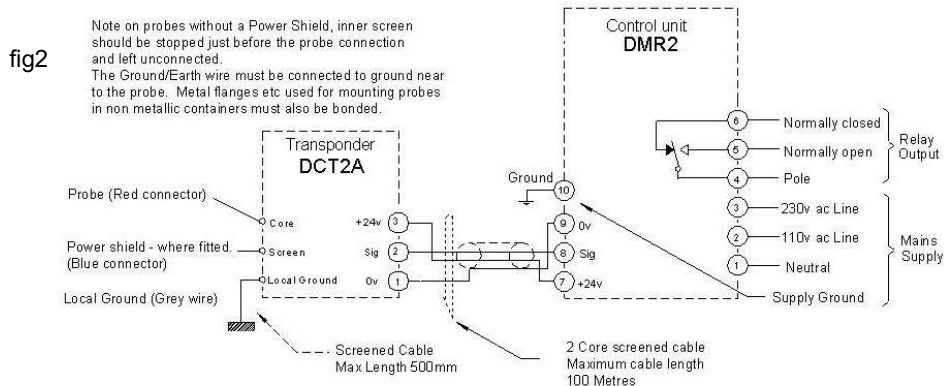 fig2
Note on probes without a Power Shield, inner screen
should be stopped just before the probe connection
and left unconnected.
The Ground/Earth wire must be connected to ground near
to the probe. Metal flanges etc used for mounting probes
in non metallic containers must also be bonded.
Control unit
DMR2
Transponder
DCT2A
Probe (Red connector)
Core
Power shield - where fitted.
(Blue connector)
Screen
Local Ground (Grey wire)
Local Ground
+24v 3
Sig 2
0v 1
Ground
10
9 0v
8 Sig
7 +24v
6 Normally closed
5 Normally open
4 Pole
Relay
Output
3 230v ac Line
2 110v ac Line
1 Neutral
Supply Ground
Mains
Supply
Screened Cable
Max Length 500mm
2 Core screened cable
Maximum cable length
100 Metres